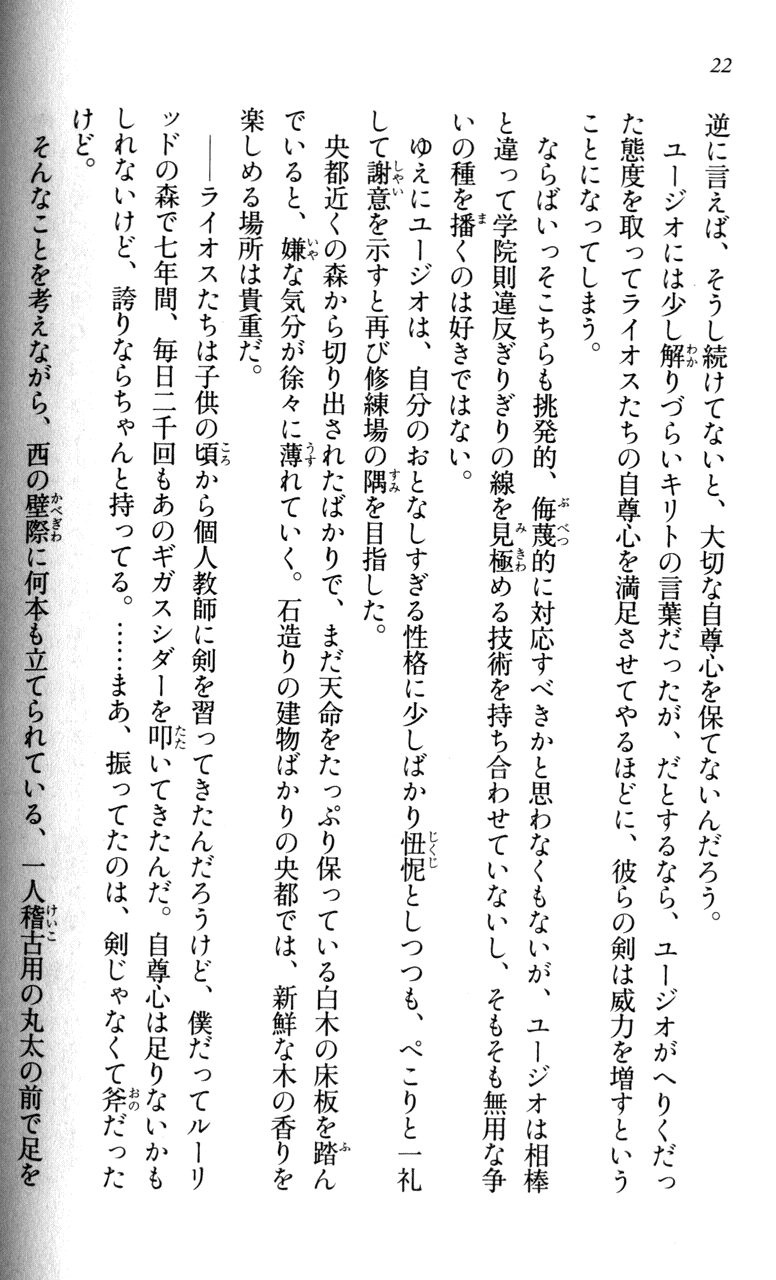 22
逆に言えば、そうし続けてないと、大切な自尊心を保てないんだろう。
ユージオには少し解りづらいキリトの言葉だったが、だとするなら、ユージオがへりくだっ
た態度を取ってライオスたちの自尊心を満足させてやるほどに、彼らの剣は威力を増すという
ことになってしまう。
ならばいっそこちらも挑発的、侮蔑的に対応すべきかと思わなくもないが、ユージオは相棒
と違って学院則違反ぎりぎりの線を見極める技術を持ち合わせていないし、そもそも無用な争
いの種を播くのは好きではない。
ゆえにユージオは、自分のおとなしすぎる性格に少しばかり忸怩としつつも、ぺこりと一礼
して謝意を示すと再び修練場の隅を目指した。
央都近くの森から切り出されたばかりで、まだ天命をたっぷり保っている白木の床板を踏ん
でいると、嫌な気分が徐々に薄れていく。石造りの建物ばかりの央都では、新鮮な木の香りを
楽しめる場所は貴重だ。
――ライオスたちは子供の頃から個人教師に剣を習ってきたんだろうけど、僕だってルーリ
ッドの森で七年間、毎日二千回もあのギガスシダーを叩いてきたんだ。自尊心は足りないかも
しれないけど、誇りならちゃんと持ってる。……まあ、振ってたのは、剣じゃなくて斧だった
けど。
そんなことを考えながら、西の壁際に何本も立てられている、一人稽古用の丸太の前で足を